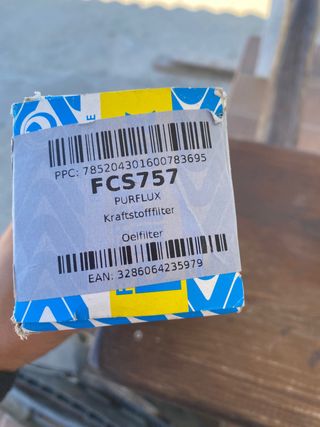 PPC: 785204301600783695
FCS757
PURFLUX
Kraftstofffilter
Oelfilter
EAN: 3286064235979